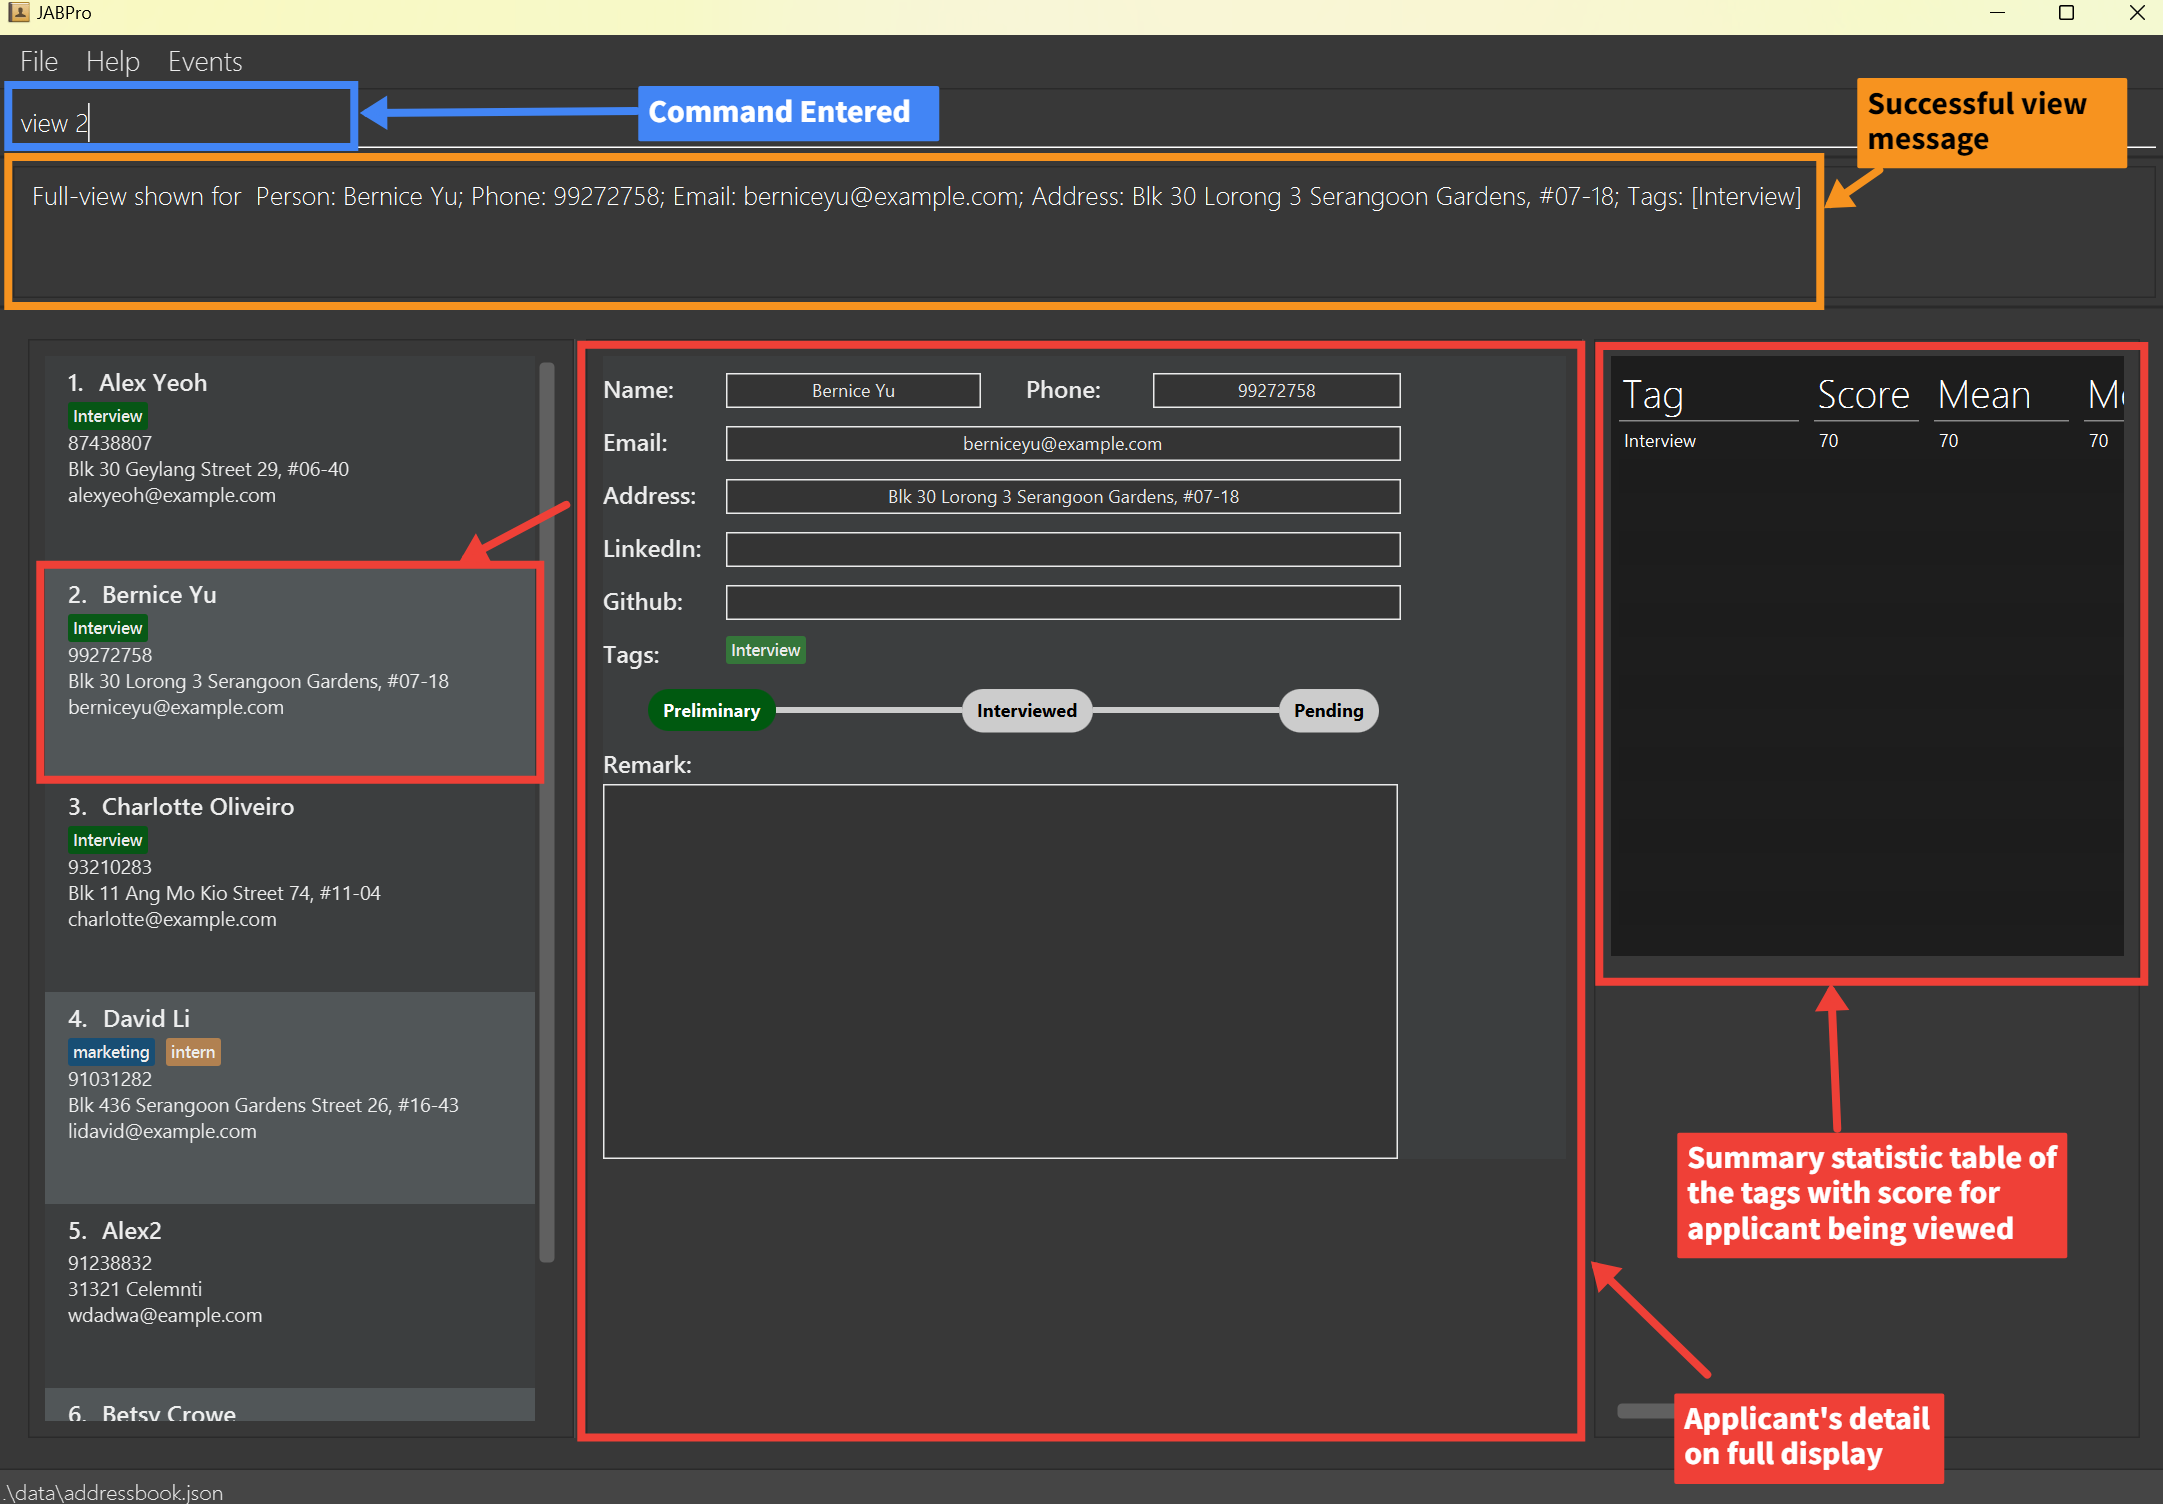 JABPro
File Help Events
view 2
Command Entered
Successful view
message
Full-view shown for  Person: Bernice Yu; Phone: 99272758; Email: berniceyu@example.com; Address: Blk 30 Lorong 3 Serangoon Gardens, #07-18; Tags: [Interview]
1. Alex Yeoh
Interview
87438807
Blk 30 Geylang Street 29, #06-40
alexyeoh@example.com
2. Bernice Yu
Interview
99272758
Blk 30 Lorong 3 Serangoon Gardens, #07-18
berniceyu@example.com
3. Charlotte Oliveiro
Interview
93210283
Blk 11 Ang Mo Kio Street 74, #11-04
charlotte@example.com
4. David Li
marketing intern
91031282
Blk 436 Serangoon Gardens Street 26, #16-43
lidavid@example.com
5. Alex2
91238832
31321 Celemnti
wdadwa@eample.com
6. Betsy Crowe
Name: Bernice Yu Phone: 99272758
Email: berniceyu@example.com
Address: Blk 30 Lorong 3 Serangoon Gardens, #07-18
LinkedIn:
Github:
Tags: Interview
Preliminary Interviewed Pending
Remark:
Tag Score Mean
Interview 70 70 70
Summary statistic table of
the tags with score for
applicant being viewed
Applicant's detail
on full display
.\data\addressbook.json